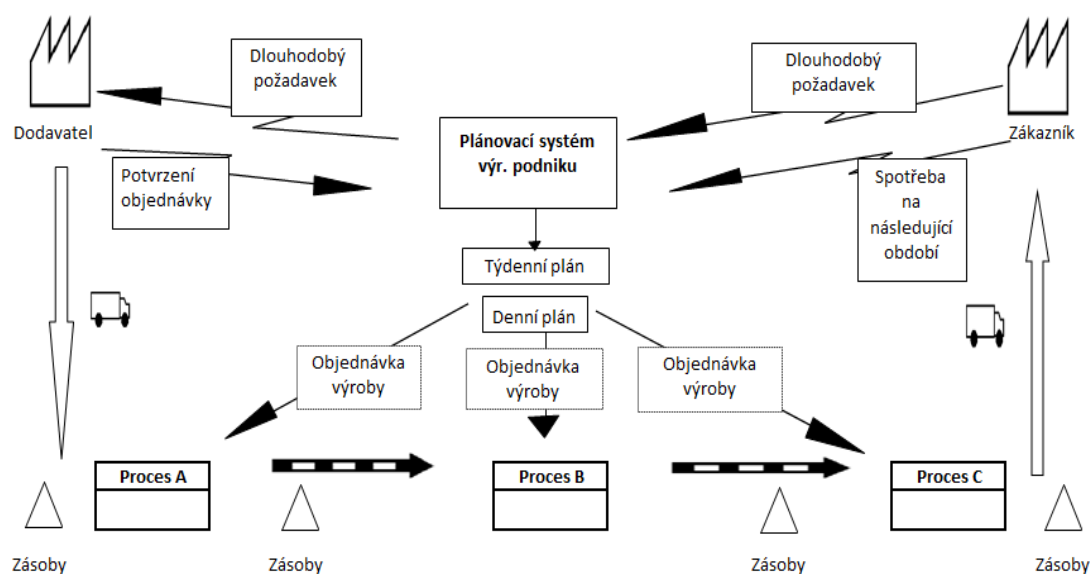 Dlouhodobý
požadavek
Dlouhodobý
požadavek
Dodavatel
Plánovací systém
výr. podniku
Zákazník
Potvrzení
objednávky
Spotřeba
na
následující
období
Týdenní plán
Denní plán
Objednávka
výroby
Objednávka
výroby
Objednávka
výroby
Proces A
Proces B
Proces C
Zásoby
Zásoby
Zásoby
Zásoby